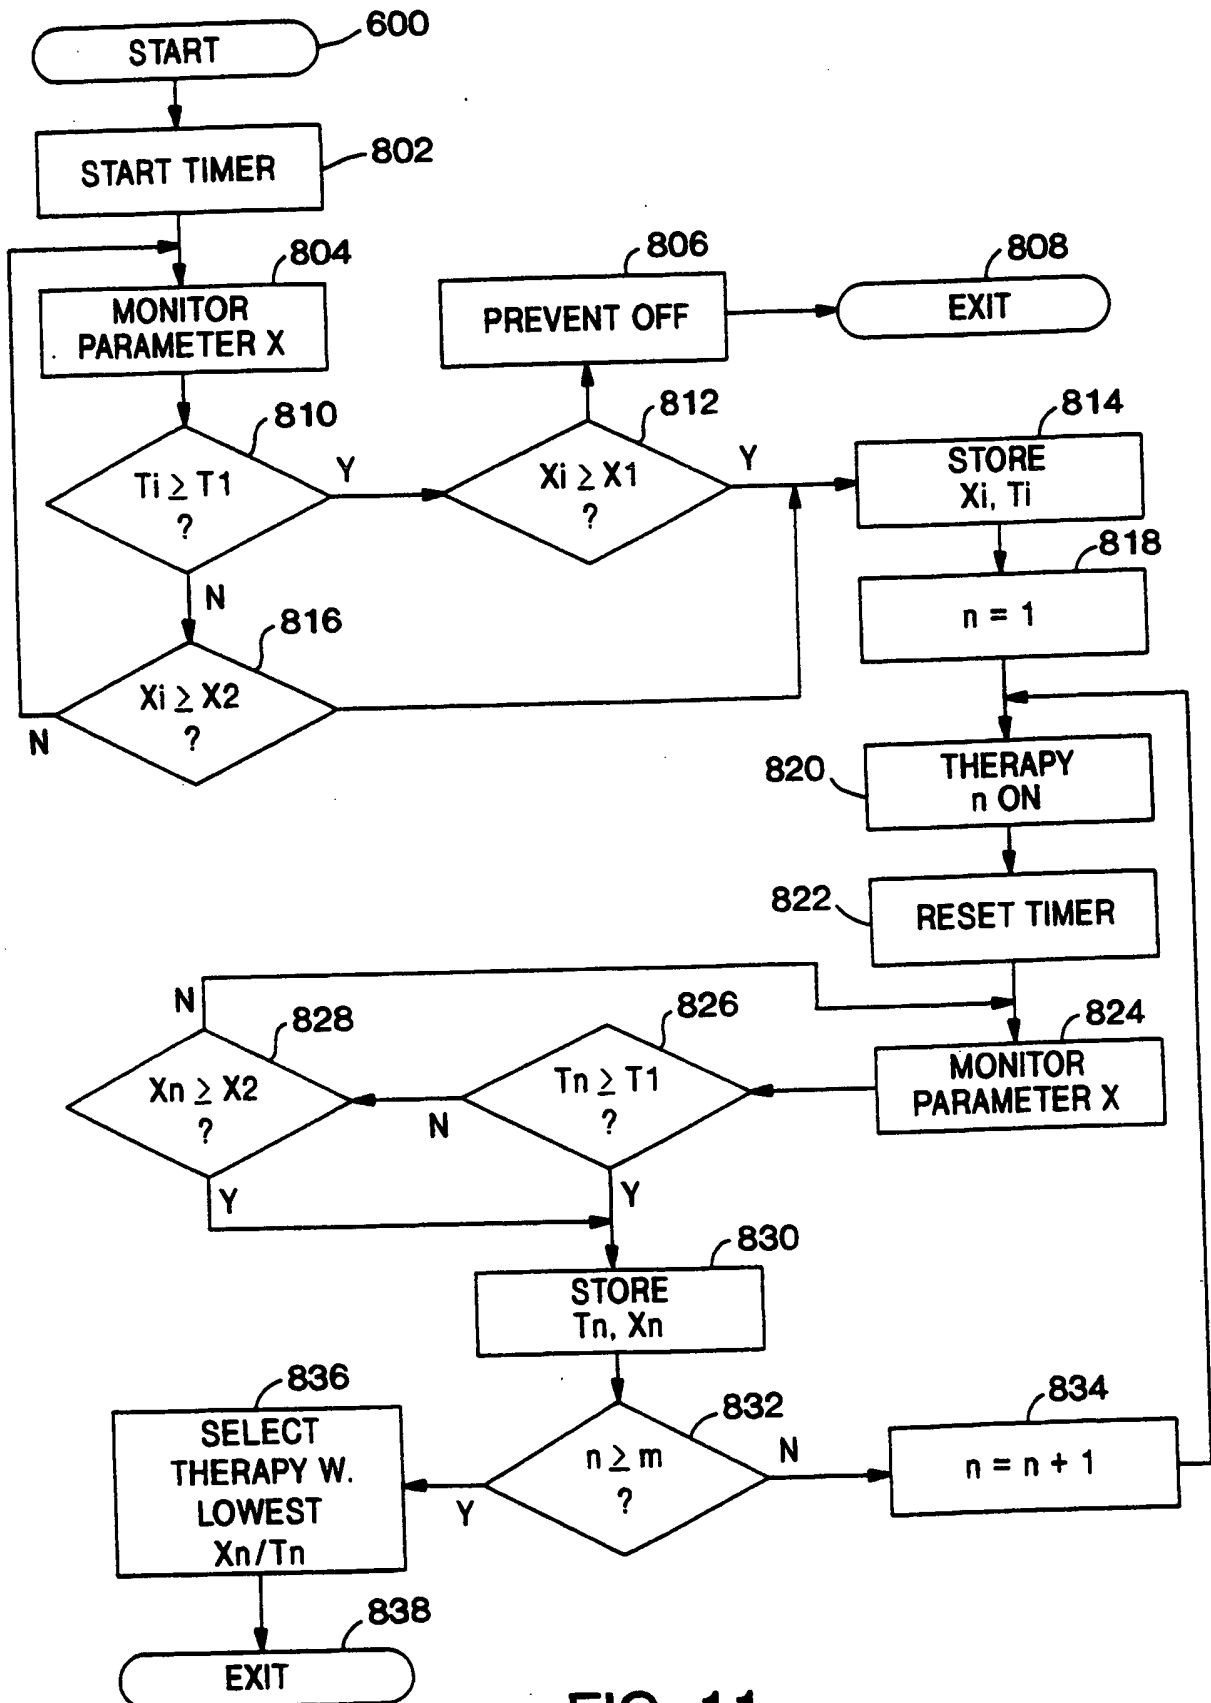 START
600
START TIMER
802
804
MONITOR
PARAMETER X
806
PREVENT OFF
808
EXIT
810
Ti ≥ T1
?
Y
N
812
Xi ≥ X1
?
Y
814
STORE
Xi, Ti
816
Xi ≥ X2
?
N
818
n = 1
820
THERAPY
n ON
822
RESET TIMER
824
MONITOR
PARAMETER X
826
Tn ≥ T1
?
N
Y
828
Xn ≥ X2
?
N
Y
830
STORE
Tn, Xn
832
n ≥ m
?
N
Y
834
n = n + 1
836
SELECT
THERAPY W.
LOWEST
Xn/Tn
838
EXIT
FIG. 11